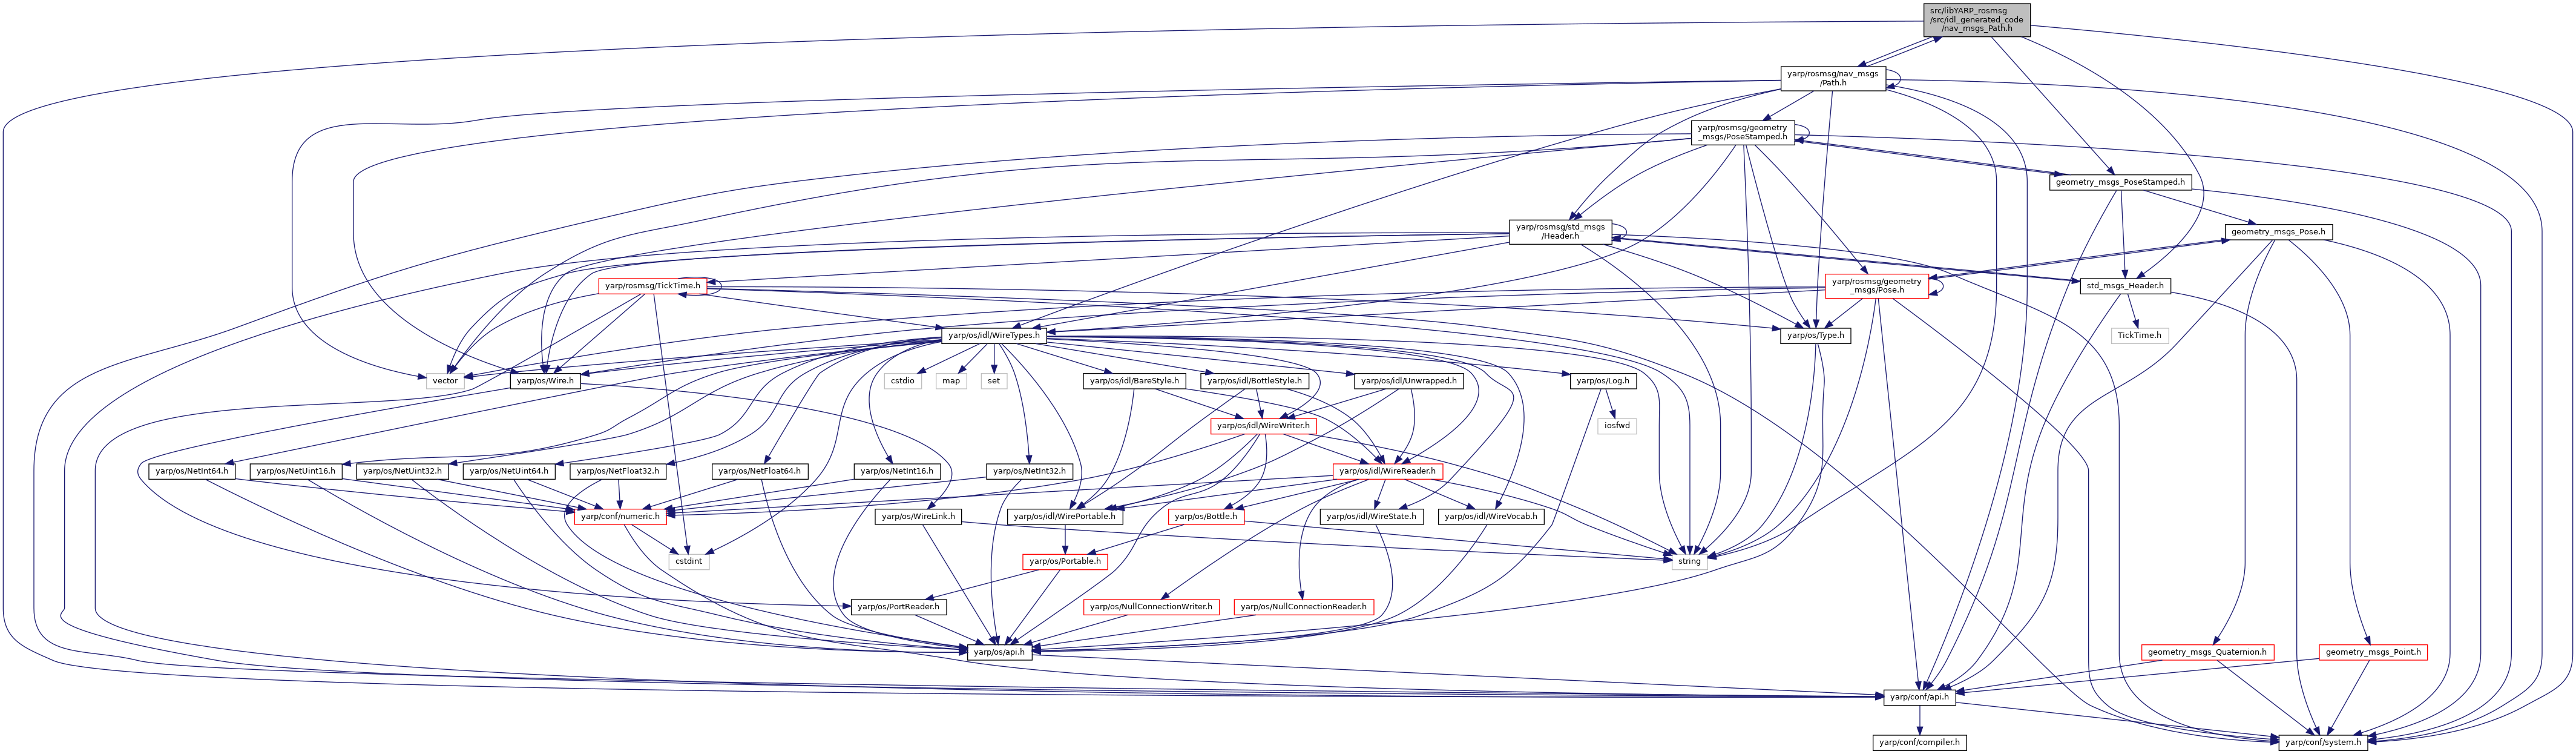 src/libYARP_rosmsg
/src/idl_generated_code
/nav_msgs_Path.h
yarp/rosmsg/nav_msgs
/Path.h
yarp/rosmsg/geometry
_msgs/PoseStamped.h
geometry_msgs_PoseStamped.h
yarp/rosmsg/std_msgs
/Header.h
geometry_msgs_Pose.h
yarp/rosmsg/TickTime.h
yarp/rosmsg/geometry
_msgs/Pose.h
std_msgs_Header.h
yarp/os/idl/WireTypes.h
yarp/os/Type.h
TickTime.h
vector
yarp/os/Wire.h
cstdio
map
set
yarp/os/idl/BareStyle.h
yarp/os/idl/BottleStyle.h
yarp/os/idl/Unwrapped.h
yarp/os/Log.h
yarp/os/idl/WireWriter.h
iosfwd
yarp/os/NetInt64.h
yarp/os/NetUint16.h
yarp/os/NetUint32.h
yarp/os/NetUint64.h
yarp/os/NetFloat32.h
yarp/os/NetFloat64.h
yarp/os/NetInt16.h
yarp/os/NetInt32.h
yarp/os/idl/WireReader.h
yarp/conf/numeric.h
yarp/os/WireLink.h
yarp/os/idl/WirePortable.h
yarp/os/Bottle.h
yarp/os/idl/WireState.h
yarp/os/idl/WireVocab.h
cstdint
yarp/os/Portable.h
string
yarp/os/PortReader.h
yarp/os/NullConnectionWriter.h
yarp/os/NullConnectionReader.h
yarp/os/api.h
geometry_msgs_Quaternion.h
geometry_msgs_Point.h
yarp/conf/api.h
yarp/conf/compiler.h
yarp/conf/system.h